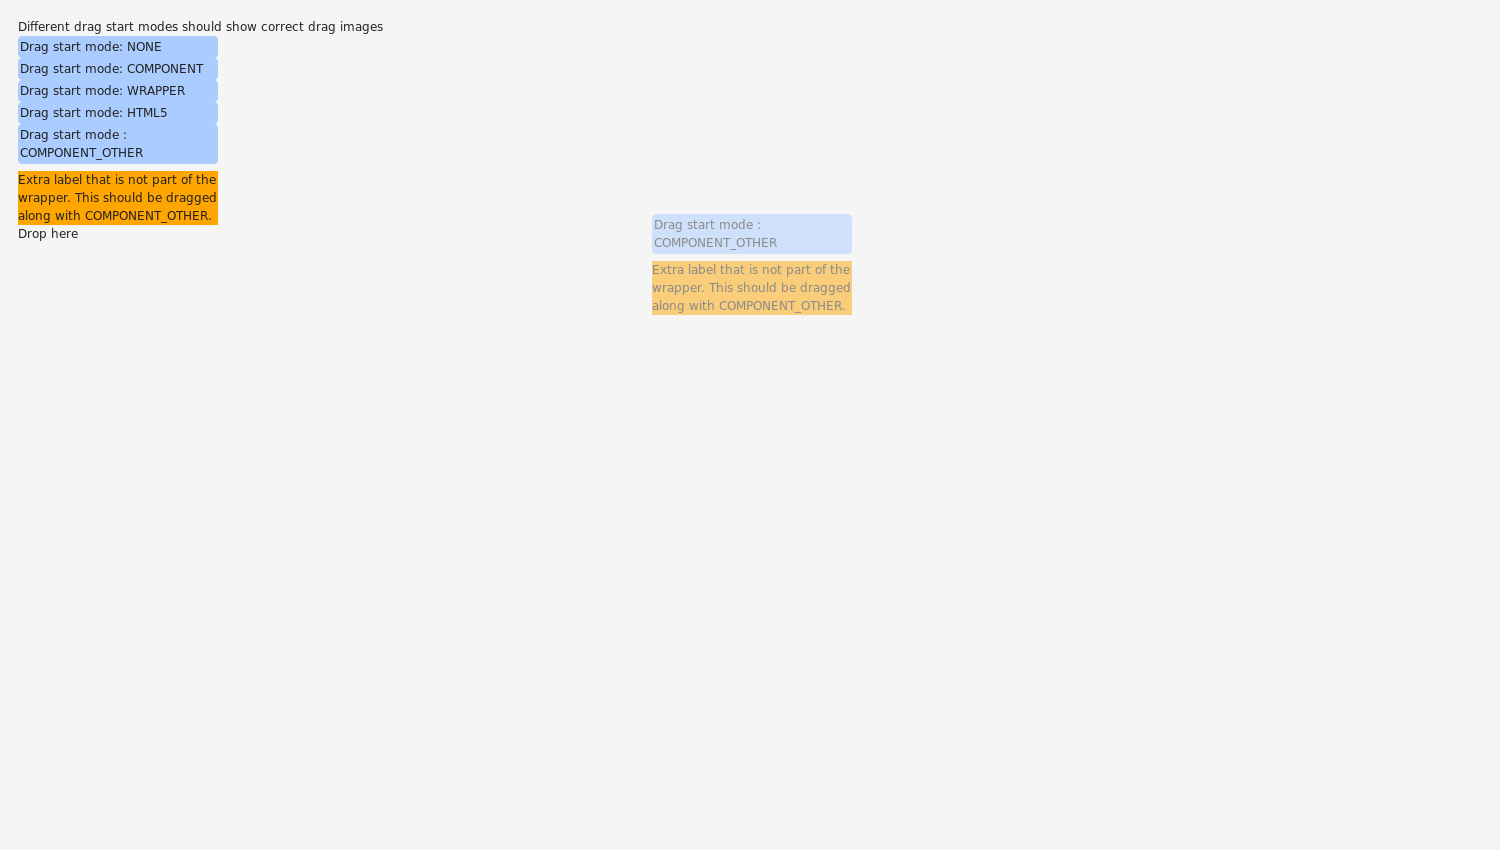 Different drag start modes should show correct drag images
Drag start mode: NONE
Drag start mode: COMPONENT
Drag start mode: WRAPPER
Drag start mode: HTML5
Drag start mode :
COMPONENT_OTHER
Extra label that is not part of the
wrapper. This should be dragged
along with COMPONENT_OTHER.
Drop here
Drag start mode :
COMPONENT_OTHER
Extra label that is not part of the
wrapper. This should be dragged
along with COMPONENT_OTHER.